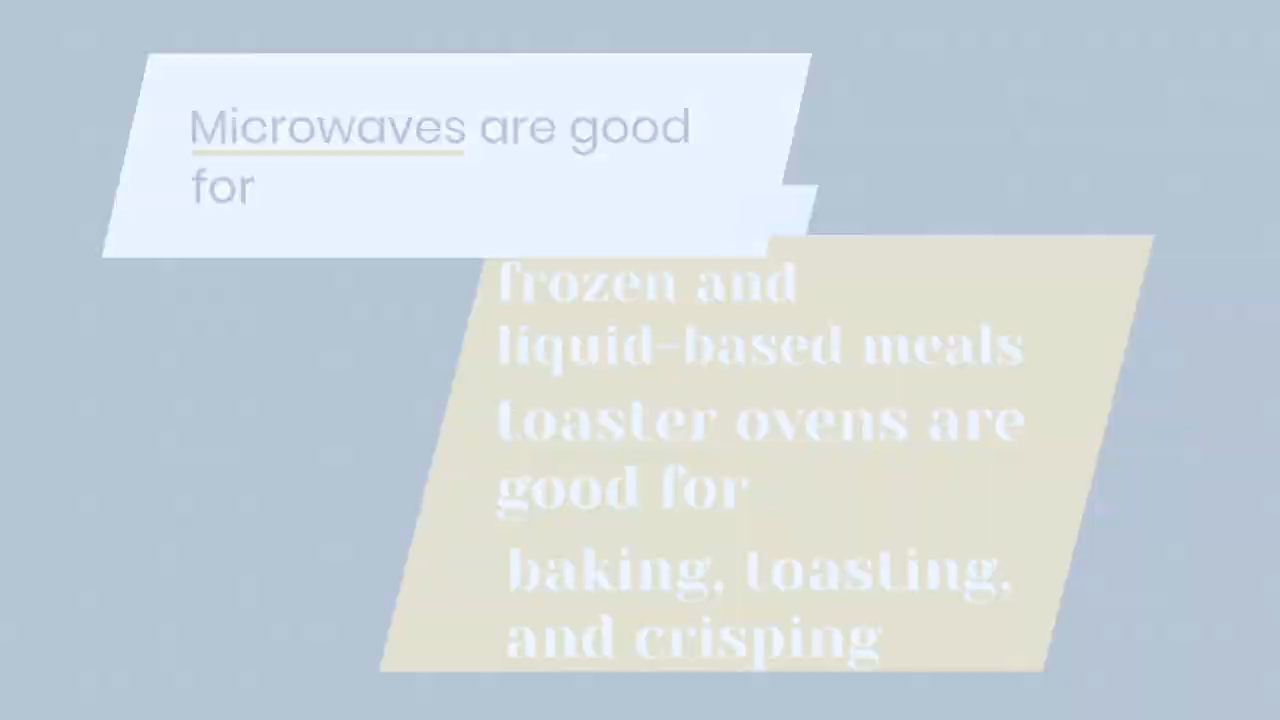 Microwaves are good
for
frozen and
liquid-based meals
toaster ovens are
good for
baking, toasting,
and crisping